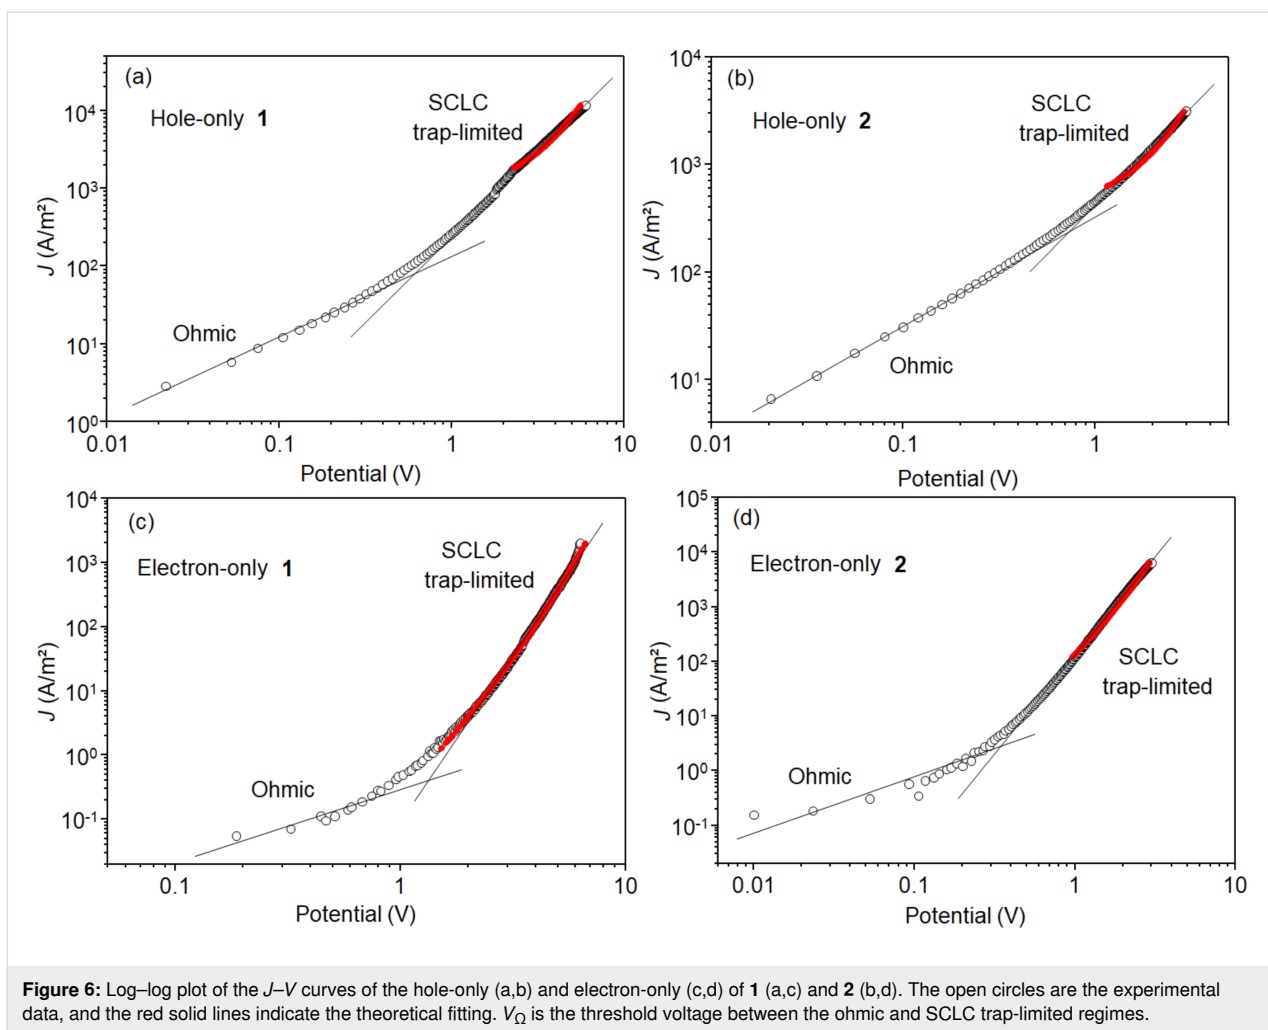 (a)
Hole-only 1
SCLC
trap-limited
Ohmic
J (A/m²)
10⁴
10³
10²
10¹
10⁰
0.01
0.1
1
10
Potential (V)
(b)
Hole-only 2
SCLC
trap-limited
Ohmic
J (A/m²)
10⁴
10³
10²
10¹
0.01
0.1
1
Potential (V)
(c)
Electron-only 1
SCLC
trap-limited
Ohmic
J (A/m²)
10⁴
10³
10²
10¹
10⁰
10⁻¹
0.1
1
10
Potential (V)
(d)
Electron-only 2
SCLC
trap-limited
Ohmic
J (A/m²)
10⁵
10⁴
10³
10²
10¹
10⁰
10⁻¹
0.01
0.1
1
10
Potential (V)
Figure 6: Log–log plot of the J–V curves of the hole-only (a,b) and electron-only (c,d) of 1 (a,c) and 2 (b,d). The open circles are the experimental
data, and the red solid lines indicate the theoretical fitting. VΩ is the threshold voltage between the ohmic and SCLC trap-limited regimes.